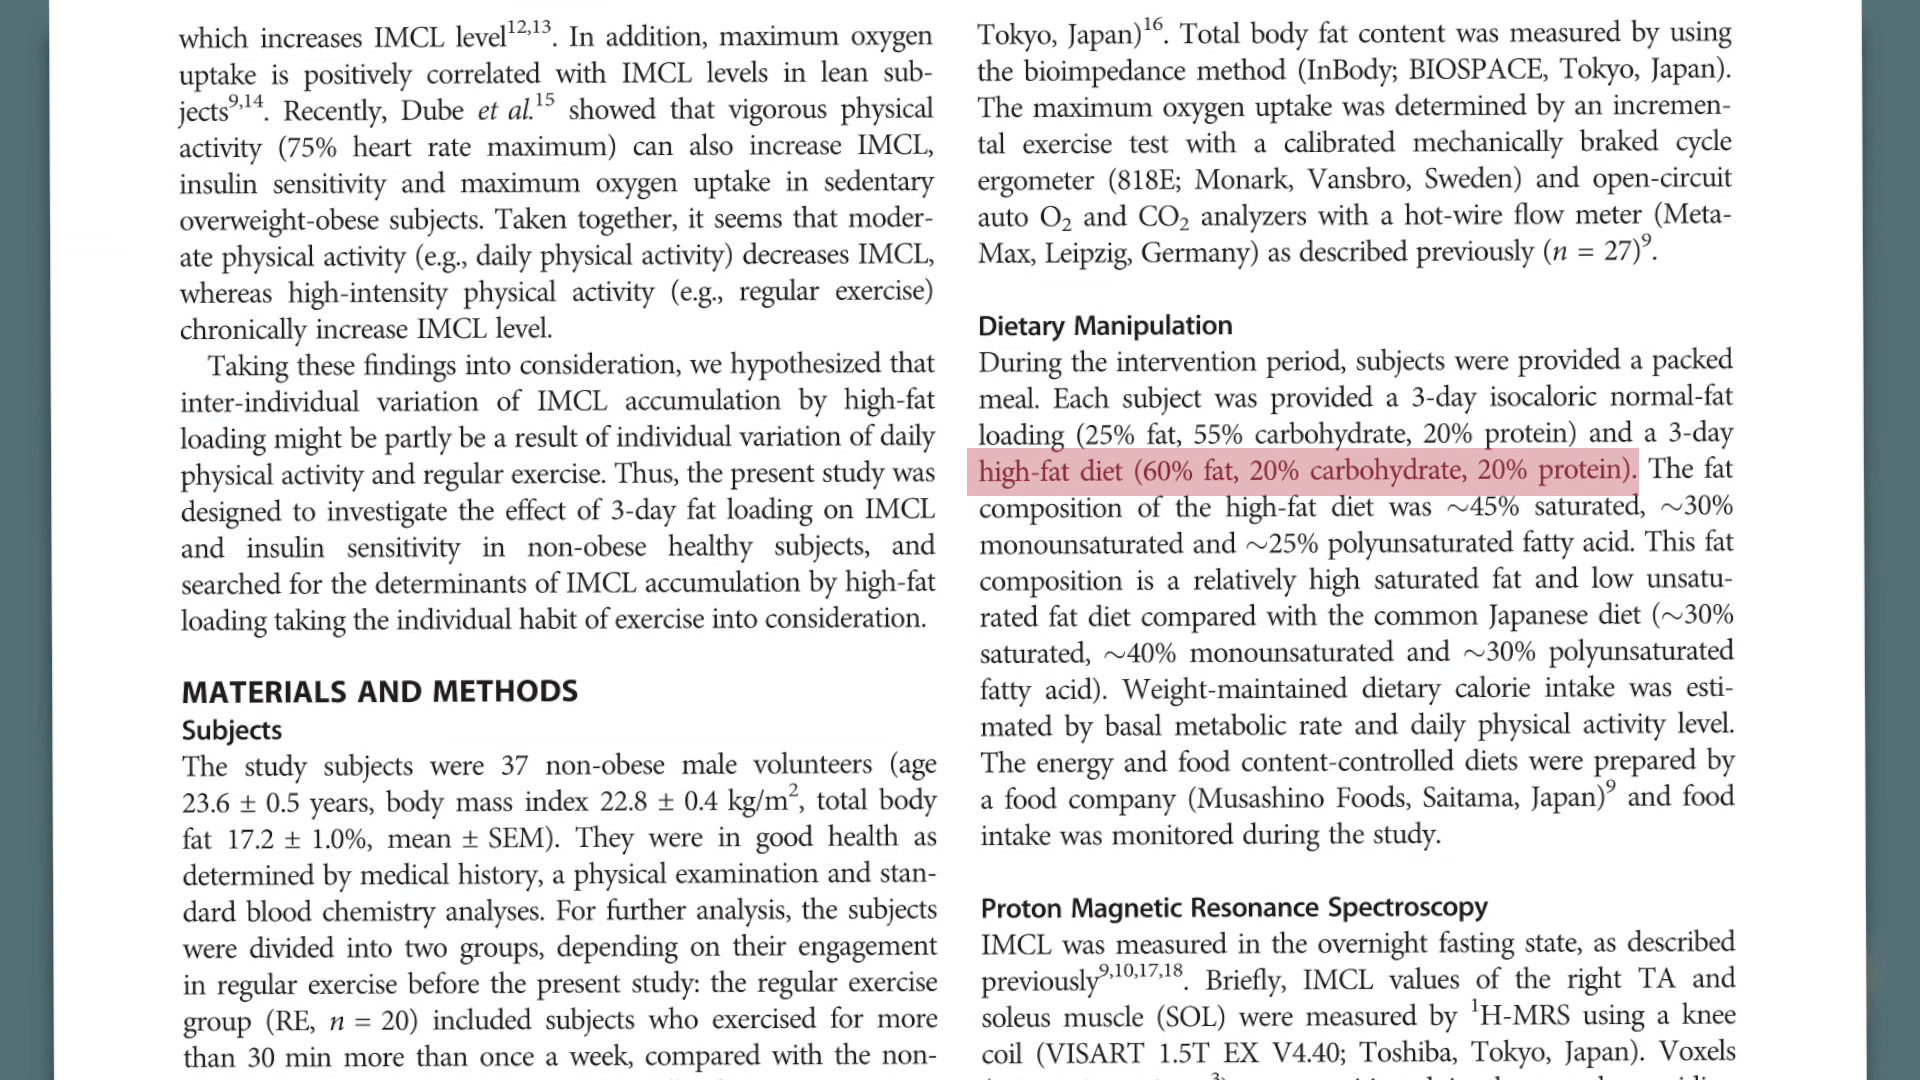 which increases IMCL level12,13. In addition, maximum oxygen
uptake is positively correlated with IMCL levels in lean sub-
jects9,14. Recently, Dube et al.15 showed that vigorous physical
activity (75% heart rate maximum) can also increase IMCL,
insulin sensitivity and maximum oxygen uptake in sedentary
overweight-obese subjects. Taken together, it seems that moder-
ate physical activity (e.g., daily physical activity) decreases IMCL,
whereas high-intensity physical activity (e.g., regular exercise)
chronically increase IMCL level.
Taking these findings into consideration, we hypothesized that
inter-individual variation of IMCL accumulation by high-fat
loading might be partly be a result of individual variation of daily
physical activity and regular exercise. Thus, the present study was
designed to investigate the effect of 3-day fat loading on IMCL
and insulin sensitivity in non-obese healthy subjects, and
searched for the determinants of IMCL accumulation by high-fat
loading taking the individual habit of exercise into consideration.
MATERIALS AND METHODS
Subjects
The study subjects were 37 non-obese male volunteers (age
23.6 ± 0.5 years, body mass index 22.8 ± 0.4 kg/m2, total body
fat 17.2 ± 1.0%, mean ± SEM). They were in good health as
determined by medical history, a physical examination and stan-
dard blood chemistry analyses. For further analysis, the subjects
were divided into two groups, depending on their engagement
in regular exercise before the present study: the regular exercise
group (RE, n = 20) included subjects who exercised for more
than 30 min more than once a week, compared with the non-
Tokyo, Japan)16. Total body fat content was measured by using
the bioimpedance method (InBody; BIOSPACE, Tokyo, Japan).
The maximum oxygen uptake was determined by an incremen-
tal exercise test with a calibrated mechanically braked cycle
ergometer (818E; Monark, Vansbro, Sweden) and open-circuit
auto O2 and CO2 analyzers with a hot-wire flow meter (Meta-
Max, Leipzig, Germany) as described previously (n = 27)9.
Dietary Manipulation
During the intervention period, subjects were provided a packed
meal. Each subject was provided a 3-day isocaloric normal-fat
loading (25% fat, 55% carbohydrate, 20% protein) and a 3-day
high-fat diet (60% fat, 20% carbohydrate, 20% protein). The fat
composition of the high-fat diet was ~45% saturated, ~30%
monounsaturated and ~25% polyunsaturated fatty acid. This fat
composition is a relatively high saturated fat and low unsatu-
rated fat diet compared with the common Japanese diet (~30%
saturated, ~40% monounsaturated and ~30% polyunsaturated
fatty acid). Weight-maintained dietary calorie intake was esti-
mated by basal metabolic rate and daily physical activity level.
The energy and food content-controlled diets were prepared by
a food company (Musashino Foods, Saitama, Japan)9 and food
intake was monitored during the study.
Proton Magnetic Resonance Spectroscopy
IMCL was measured in the overnight fasting state, as described
previously9,10,17,18. Briefly, IMCL values of the right TA and
soleus muscle (SOL) were measured by 1H-MRS using a knee
coil (VISART 1.5T EX V4.40; Toshiba, Tokyo, Japan). Voxels